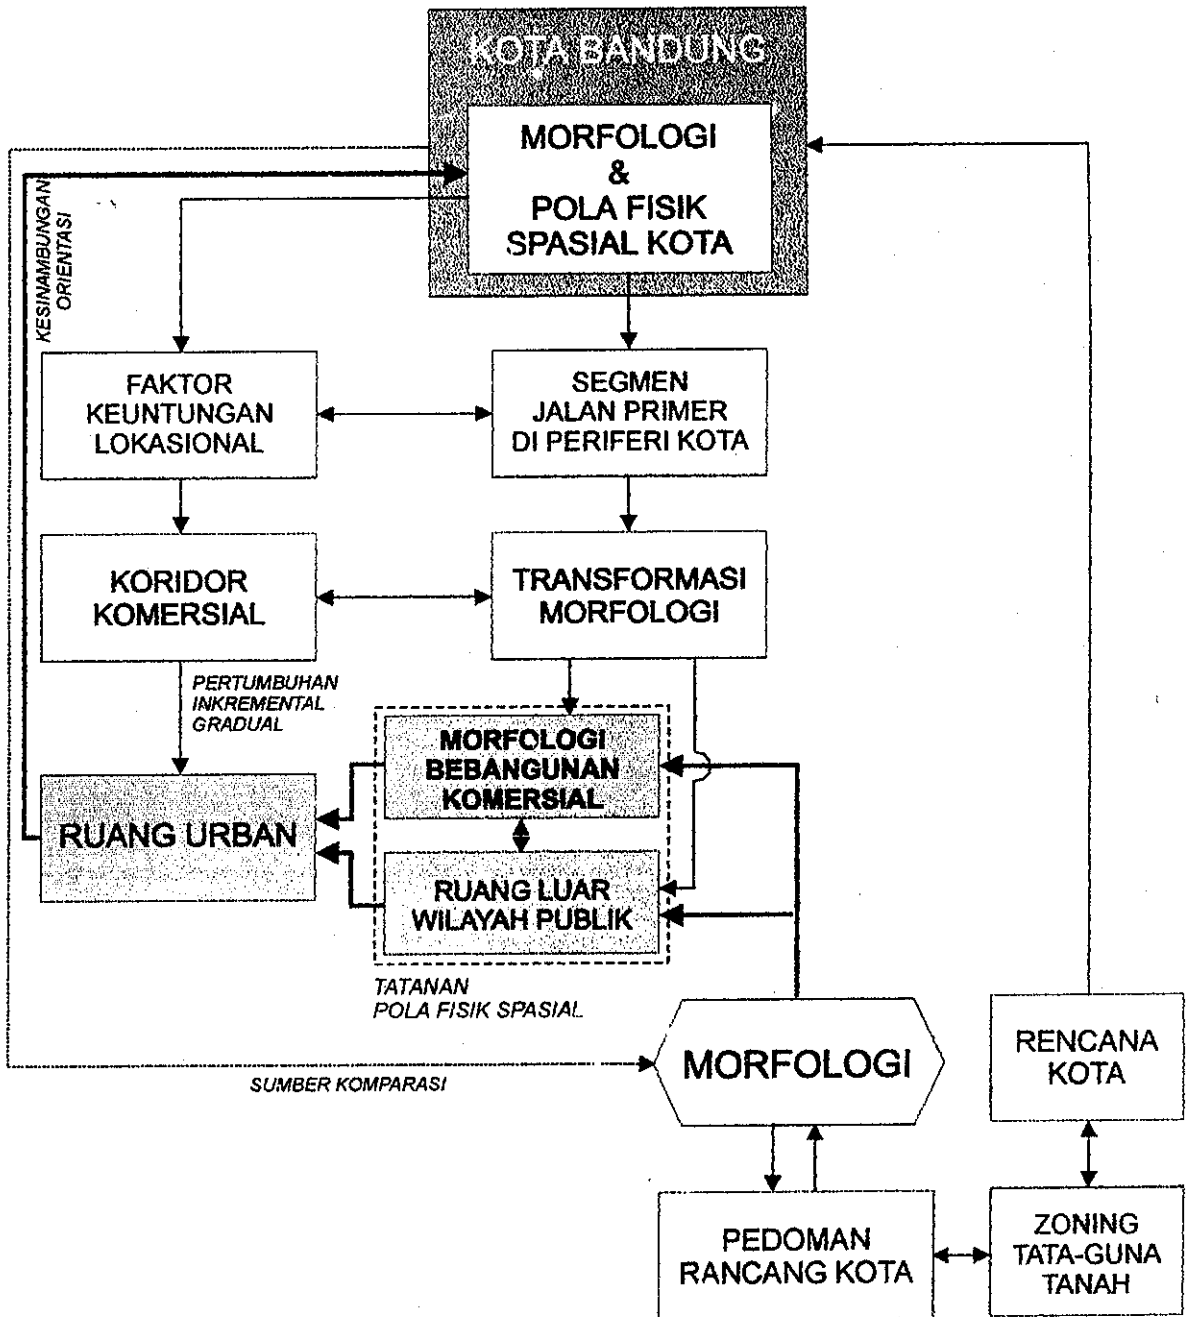 KOTA BANDUNG
MORFOLOGI
&
POLA FISIK
SPASIAL KOTA
KESINAMBUNGAN
ORIENTASI
FAKTOR
KEUNTUNGAN
LOKASIONAL
SEGMEN
JALAN PRIMER
DI PERIFERI KOTA
KORIDOR
KOMERSIAL
TRANSFORMASI
MORFOLOGI
PERTUMBUHAN
INKREMENTAL
GRADUAL
MORFOLOGI
BEBANGUNAN
KOMERSIAL
RUANG URBAN
RUANG LUAR
WILAYAH PUBLIK
TATANAN
POLA FISIK SPASIAL
SUMBER KOMPARASI
MORFOLOGI
RENCANA
KOTA
PEDOMAN
RANCANG KOTA
ZONING
TATA-GUNA
TANAH